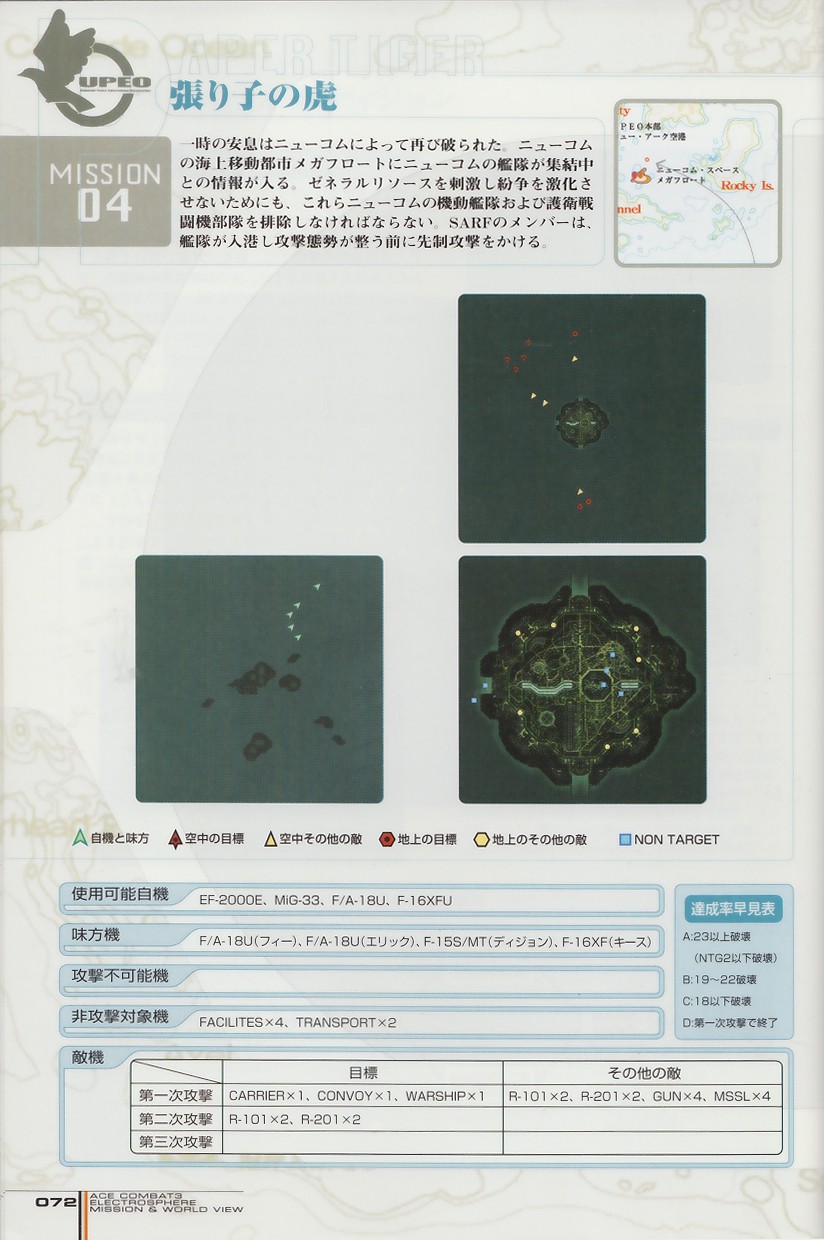 PAPER TIGER
UPEO
張り子の虎
MISSION
04
一時の安息はニューコムによって再び破られた。ニューコム
の海上移動都市メガフロートにニューコムの艦隊が集結中
との情報が入る。ゼネラルリソースを刺激し紛争を激化さ
せないためにも、これらニューコムの機動艦隊および護衛戦
闘機部隊を排除しなければならない。SARFのメンバーは、
艦隊が入港し攻撃態勢が整う前に先制攻撃をかける。
ty
PEO本部
ュー・アーク空港
ニューコム・スペース
メガフロート
Rocky Is.
nnel
自機と味方
空中の目標
空中その他の敵
地上の目標
地上のその他の敵
NON TARGET
使用可能自機
EF-2000E、MiG-33、F/A-18U、F-16XFU
味方機
F/A-18U(フィー)、F/A-18U(エリック)、F-15S/MT(ディジョン)、F-16XF(キース)
攻撃不可能機
非攻撃対象機
FACILITES×4、TRANSPORT×2
達成率早見表
A:23以上破壊
(NTG2以下破壊)
B:19〜22破壊
C:18以下破壊
D:第一次攻撃で終了
敵機
目標 その他の敵
第一次攻撃 CARRIER×1、CONVOY×1、WARSHIP×1 R-101×2、R-201×2、GUN×4、MSSL×4
第二次攻撃 R-101×2、R-201×2
第三次攻撃
072
ACE COMBAT3
ELECTROSPHERE
MISSION & WORLD VIEW